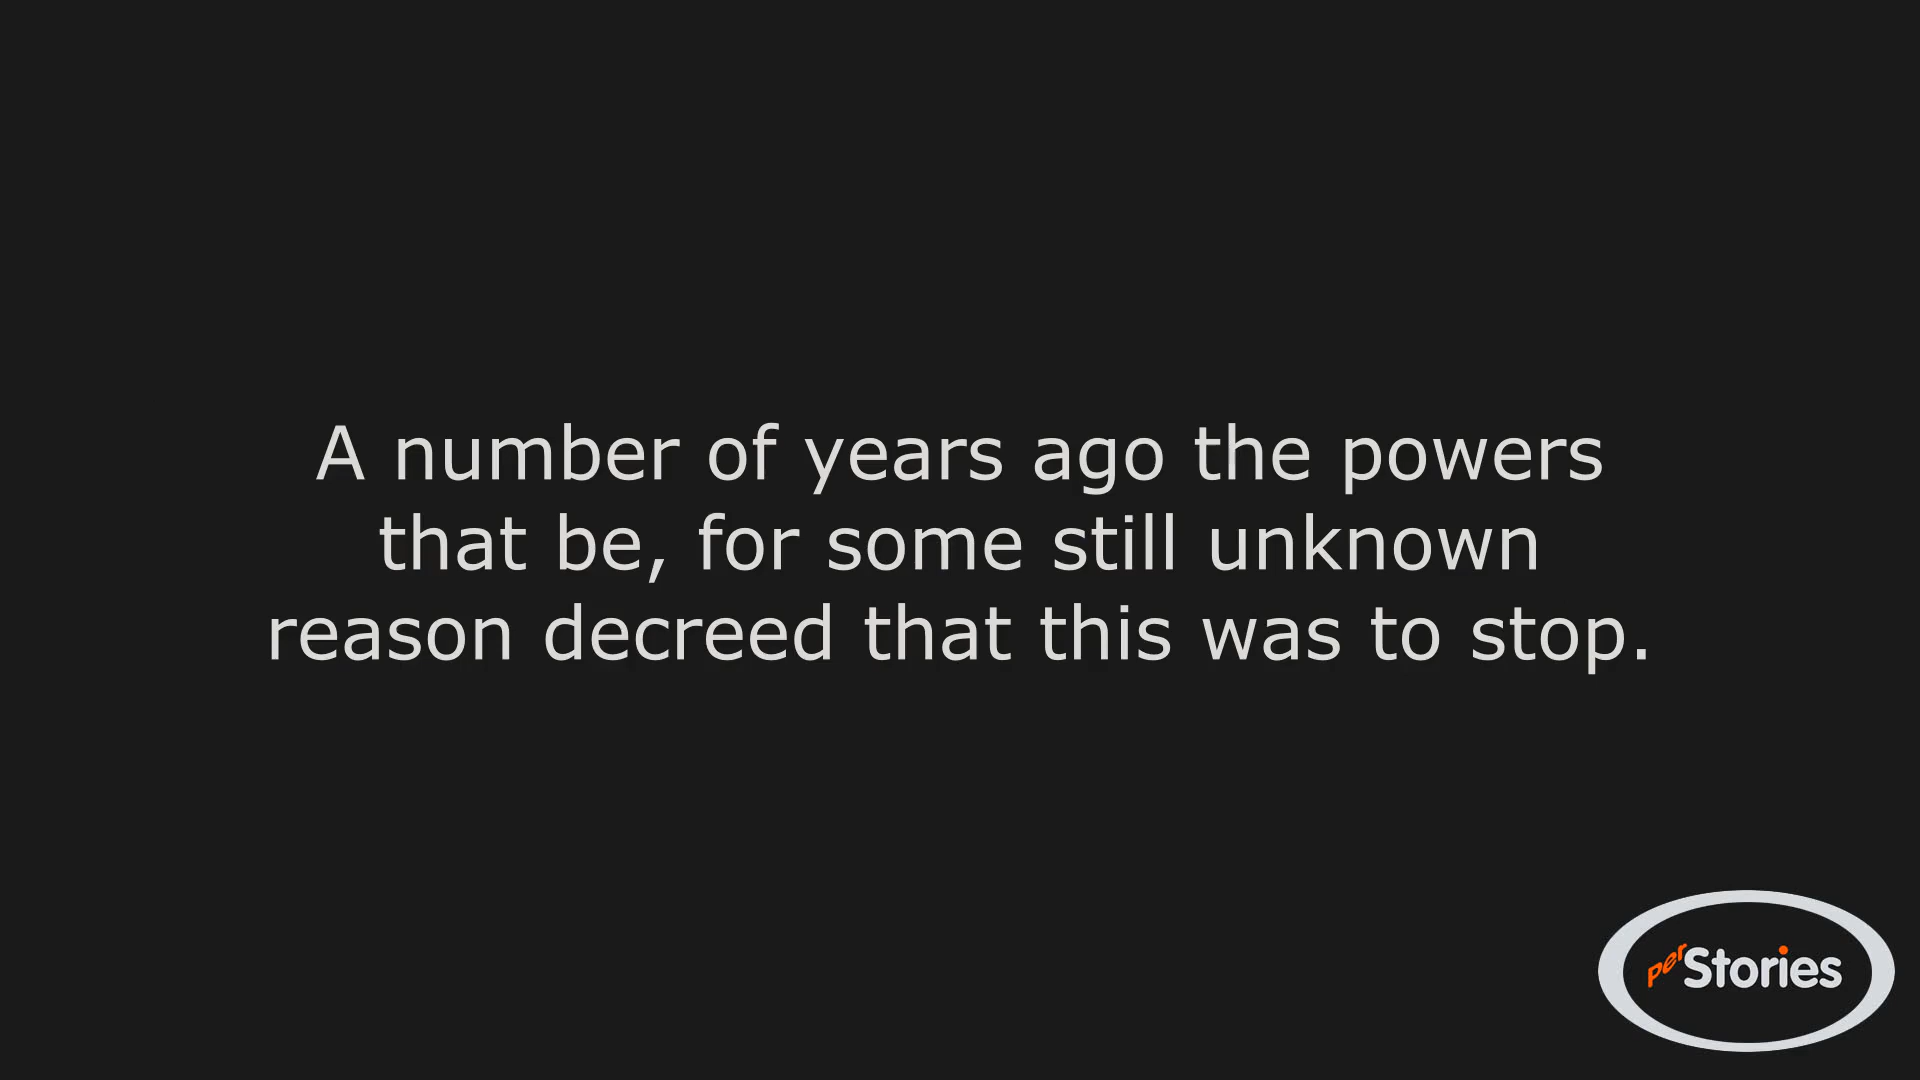 A number of years ago the powers
that be, for some still unknown
reason decreed that this was to stop.
perStories